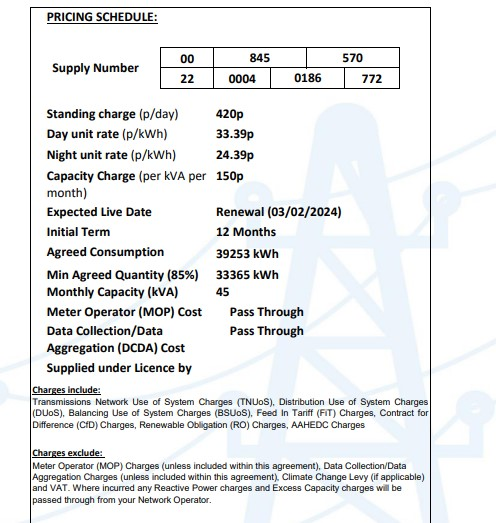 PRICING SCHEDULE:
Supply Number
00 845 570
22 0004 0186 772
Standing charge (p/day) 420p
Day unit rate (p/kWh) 33.39p
Night unit rate (p/kWh) 24.39p
Capacity Charge (per kVA per 150p
month)
Expected Live Date Renewal (03/02/2024)
Initial Term 12 Months
Agreed Consumption 39253 kWh
Min Agreed Quantity (85%) 33365 kWh
Monthly Capacity (kVA) 45
Meter Operator (MOP) Cost Pass Through
Data Collection/Data Pass Through
Aggregation (DCDA) Cost
Supplied under Licence by
Charges include:
Transmissions Network Use of System Charges (TNUoS), Distribution Use of System Charges
(DUoS), Balancing Use of System Charges (BSUoS), Feed In Tariff (FiT) Charges, Contract for
Difference (CfD) Charges, Renewable Obligation (RO) Charges, AAHEDC Charges
Charges exclude:
Meter Operator (MOP) Charges (unless included within this agreement), Data Collection/Data
Aggregation Charges (unless included within this agreement), Climate Change Levy (if applicable)
and VAT. Where incurred any Reactive Power charges and Excess Capacity charges will be
passed through from your Network Operator.